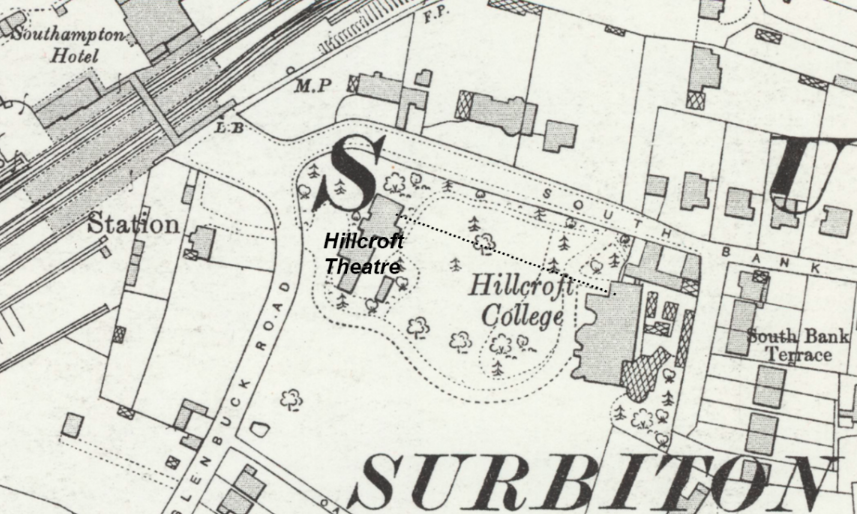 Southampton
Hotel
F.P.
M.P
L.B
S
U
SOUTH BANK
Station
Hillcroft
Theatre
Hillcroft
College
South Bank
Terrace
GLENBUCK ROAD
SURBITON